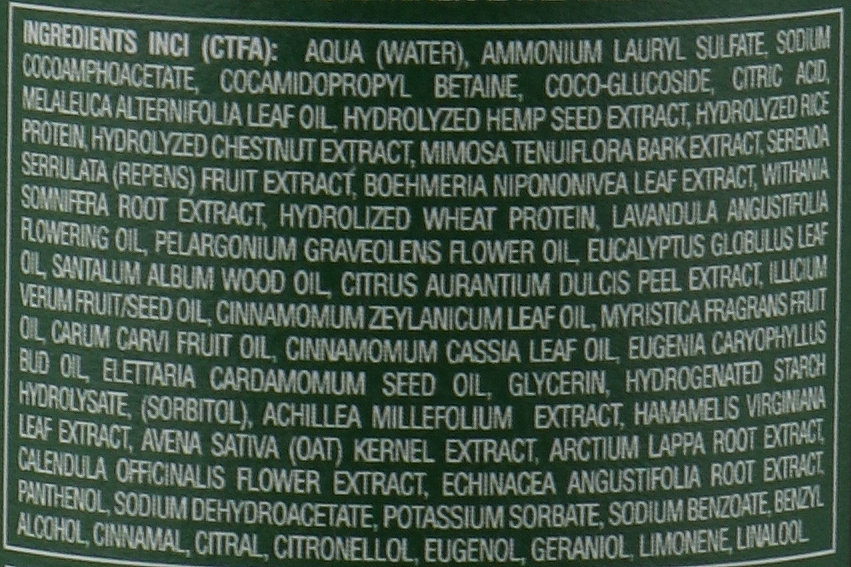 INGREDIENTS INCI (CTFA): AQUA (WATER), AMMONIUM LAURYL SULFATE, SODIUM
COCOAMPHOACETATE, COCAMIDOPROPYL BETAINE, COCO-GLUCOSIDE, CITRIC ACID,
MELALEUCA ALTERNIFOLIA LEAF OIL, HYDROLYZED HEMP SEED EXTRACT, HYDROLYZED RICE
PROTEIN, HYDROLYZED CHESTNUT EXTRACT, MIMOSA TENUIFLORA BARK EXTRACT, SERENOA
SERRULATA (REPENS) FRUIT EXTRACT, BOEHMERIA NIPONONIVEA LEAF EXTRACT, WITHANIA
SOMNIFERA ROOT EXTRACT, HYDROLIZED WHEAT PROTEIN, LAVANDULA ANGUSTIFOLIA
FLOWERING OIL, PELARGONIUM GRAVEOLENS FLOWER OIL, EUCALYPTUS GLOBULUS LEAF
OIL, SANTALUM ALBUM WOOD OIL, CITRUS AURANTIUM DULCIS PEEL EXTRACT, ILLICIUM
VERUM FRUIT/SEED OIL, CINNAMOMUM ZEYLANICUM LEAF OIL, MYRISTICA FRAGRANS FRUIT
OIL, CARUM CARVI FRUIT OIL, CINNAMOMUM CASSIA LEAF OIL, EUGENIA CARYOPHYLLUS
BUD OIL, ELETTARIA CARDAMOMUM SEED OIL, GLYCERIN, HYDROGENATED STARCH
HYDROLYSATE, (SORBITOL), ACHILLEA MILLEFOLIUM EXTRACT, HAMAMELIS VIRGINIANA
LEAF EXTRACT, AVENA SATIVA (OAT) KERNEL EXTRACT, ARCTIUM LAPPA ROOT EXTRACT,
CALENDULA OFFICINALIS FLOWER EXTRACT, ECHINACEA ANGUSTIFOLIA ROOT EXTRACT,
PANTHENOL, SODIUM DEHYDROACETATE, POTASSIUM SORBATE, SODIUM BENZOATE, BENZYL
ALCOHOL, CINNAMAL, CITRAL, CITRONELLOL, EUGENOL, GERANIOL, LIMONENE, LINALOOL.